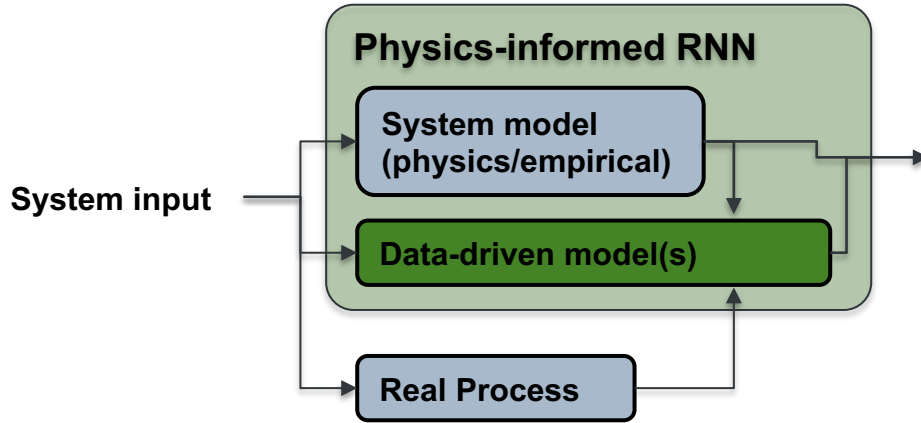 Physics-informed RNN
System model
(physics/empirical)
System input
Data-driven model(s)
Real Process